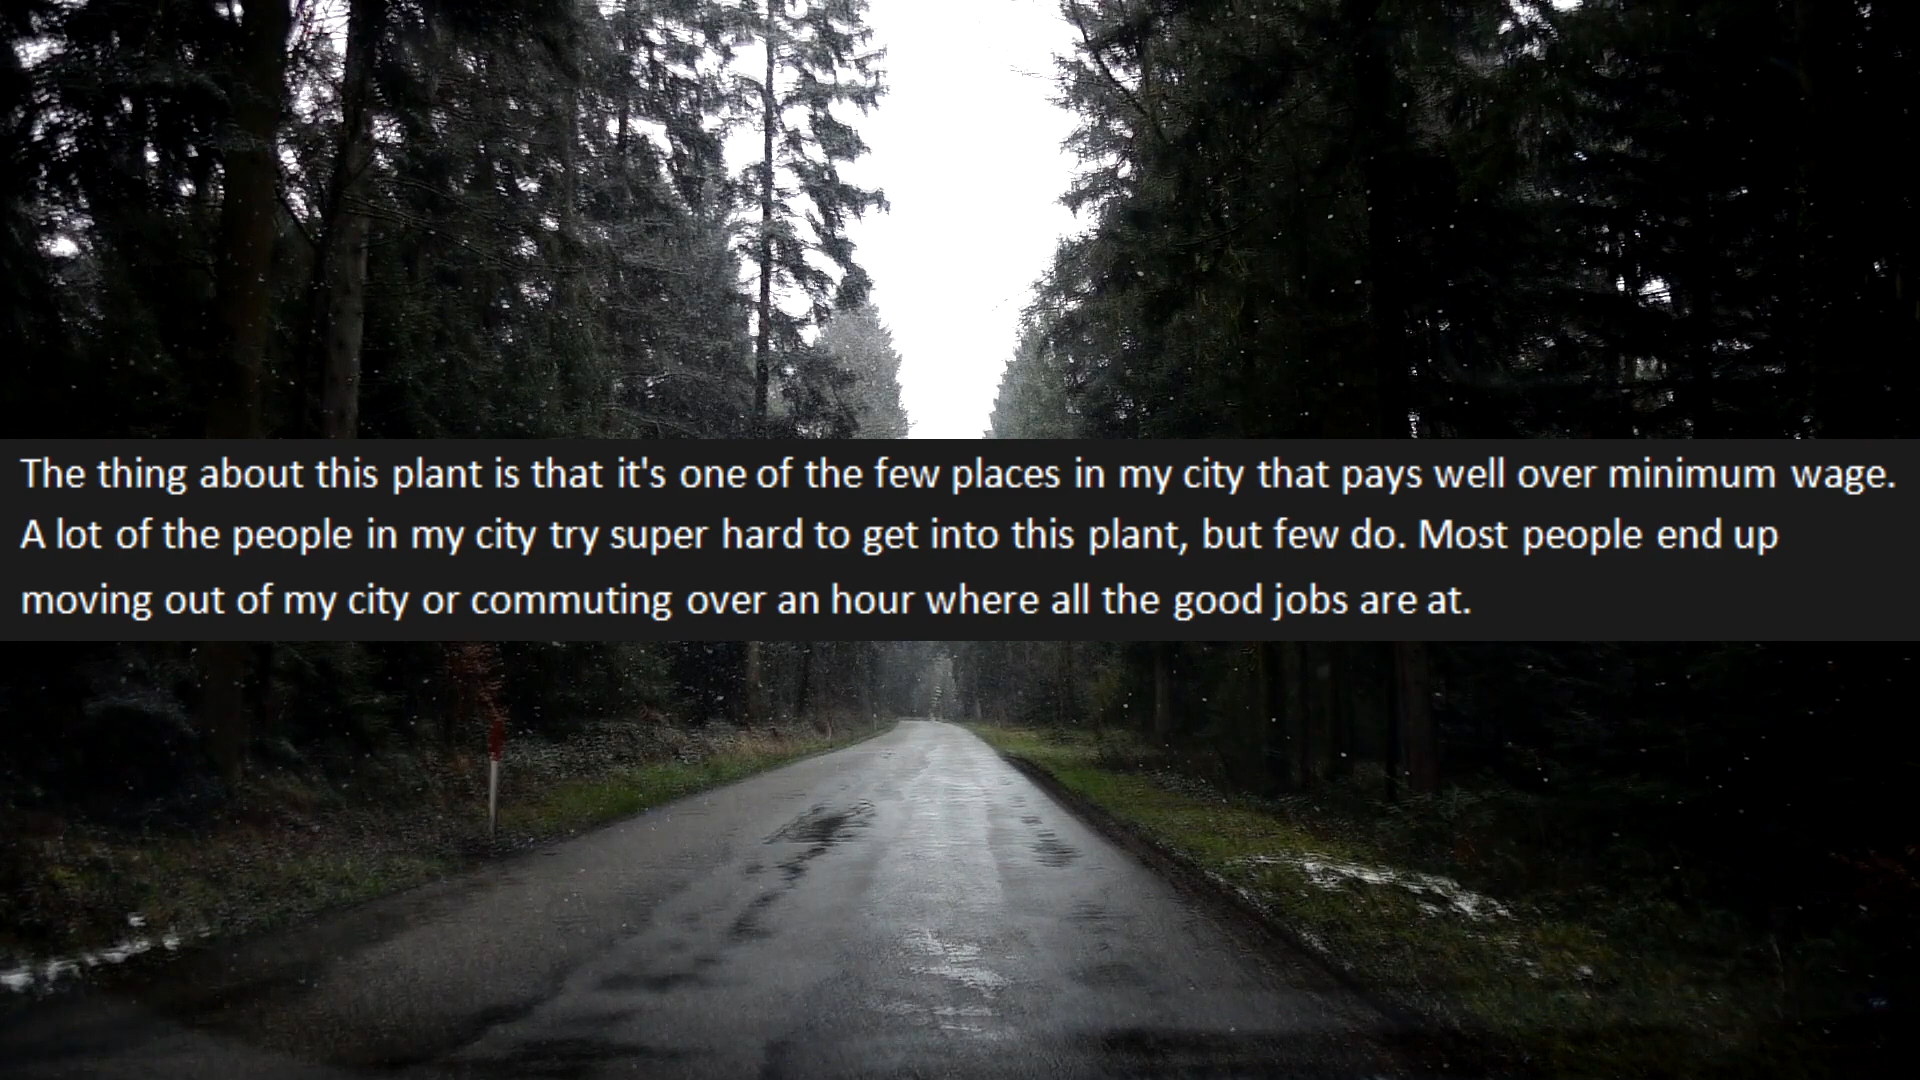 The thing about this plant is that it's one of the few places in my city that pays well over minimum wage.
A lot of the people in my city try super hard to get into this plant, but few do. Most people end up
moving out of my city or commuting over an hour where all the good jobs are at.